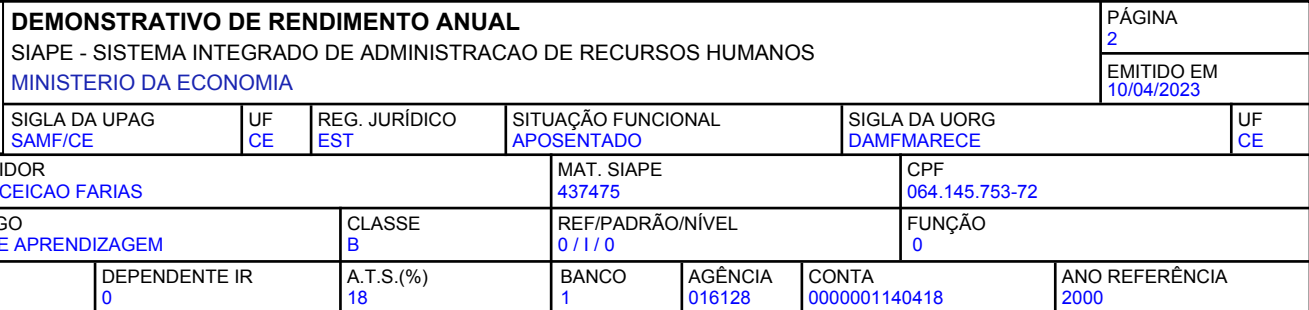 DEMONSTRATIVO DE RENDIMENTO ANUAL
SIAPE - SISTEMA INTEGRADO DE ADMINISTRACAO DE RECURSOS HUMANOS
MINISTERIO DA ECONOMIA
PÁGINA
2
EMITIDO EM
10/04/2023
SIGLA DA UPAG UF REG. JURÍDICO SITUAÇÃO FUNCIONAL SIGLA DA UORG UF
SAMF/CE CE EST APOSENTADO DAMFMARECE CE
IDOR MAT. SIAPE CPF
CEICAO FARIAS 437475 064.145.753-72
GO CLASSE REF/PADRÃO/NÍVEL FUNÇÃO
E APRENDIZAGEM B 0 / I / 0 0
DEPENDENTE IR A.T.S.(%) BANCO AGÊNCIA CONTA ANO REFERÊNCIA
0 18 1 016128 0000001140418 2000